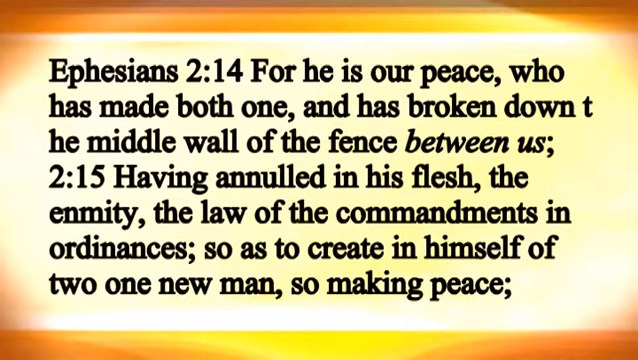 Ephesians 2:14 For he is our peace, who
has made both one, and has broken down t
he middle wall of the fence between us;
2:15 Having annulled in his flesh, the
enmity, the law of the commandments in
ordinances; so as to create in himself of
two one new man, so making peace;